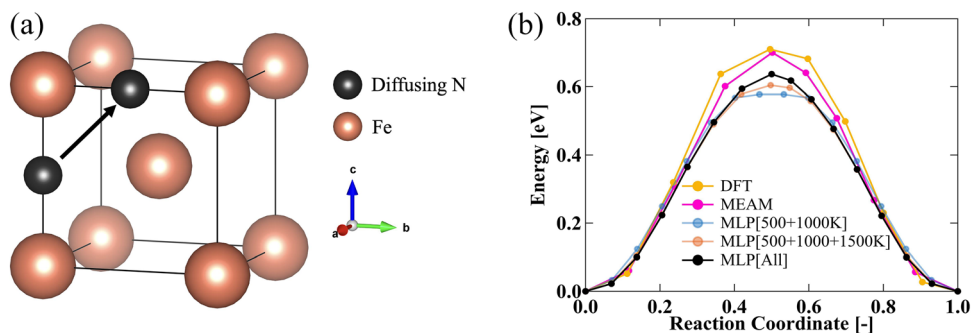 (a)
Diffusing N
Fe
c
a
b
(b)
Energy [eV]
0.8
0.6
0.4
0.2
0.0
DFT
MEAM
MLP[500+1000K]
MLP[500+1000+1500K]
MLP[All]
0.0 0.2 0.4 0.6 0.8 1.0
Reaction Coordinate [-]